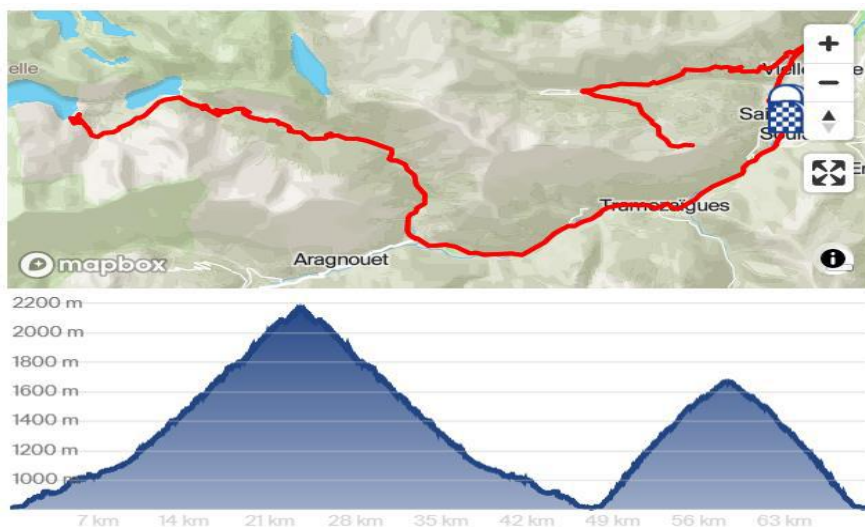 elle
Vielle
Sai
Soul
Tramezaïgues
Aragnouet
mapbox
2200 m
2000 m
1800 m
1600 m
1400 m
1200 m
1000 m
7 km
14 km
21 km
28 km
35 km
42 km
49 km
56 km
63 km